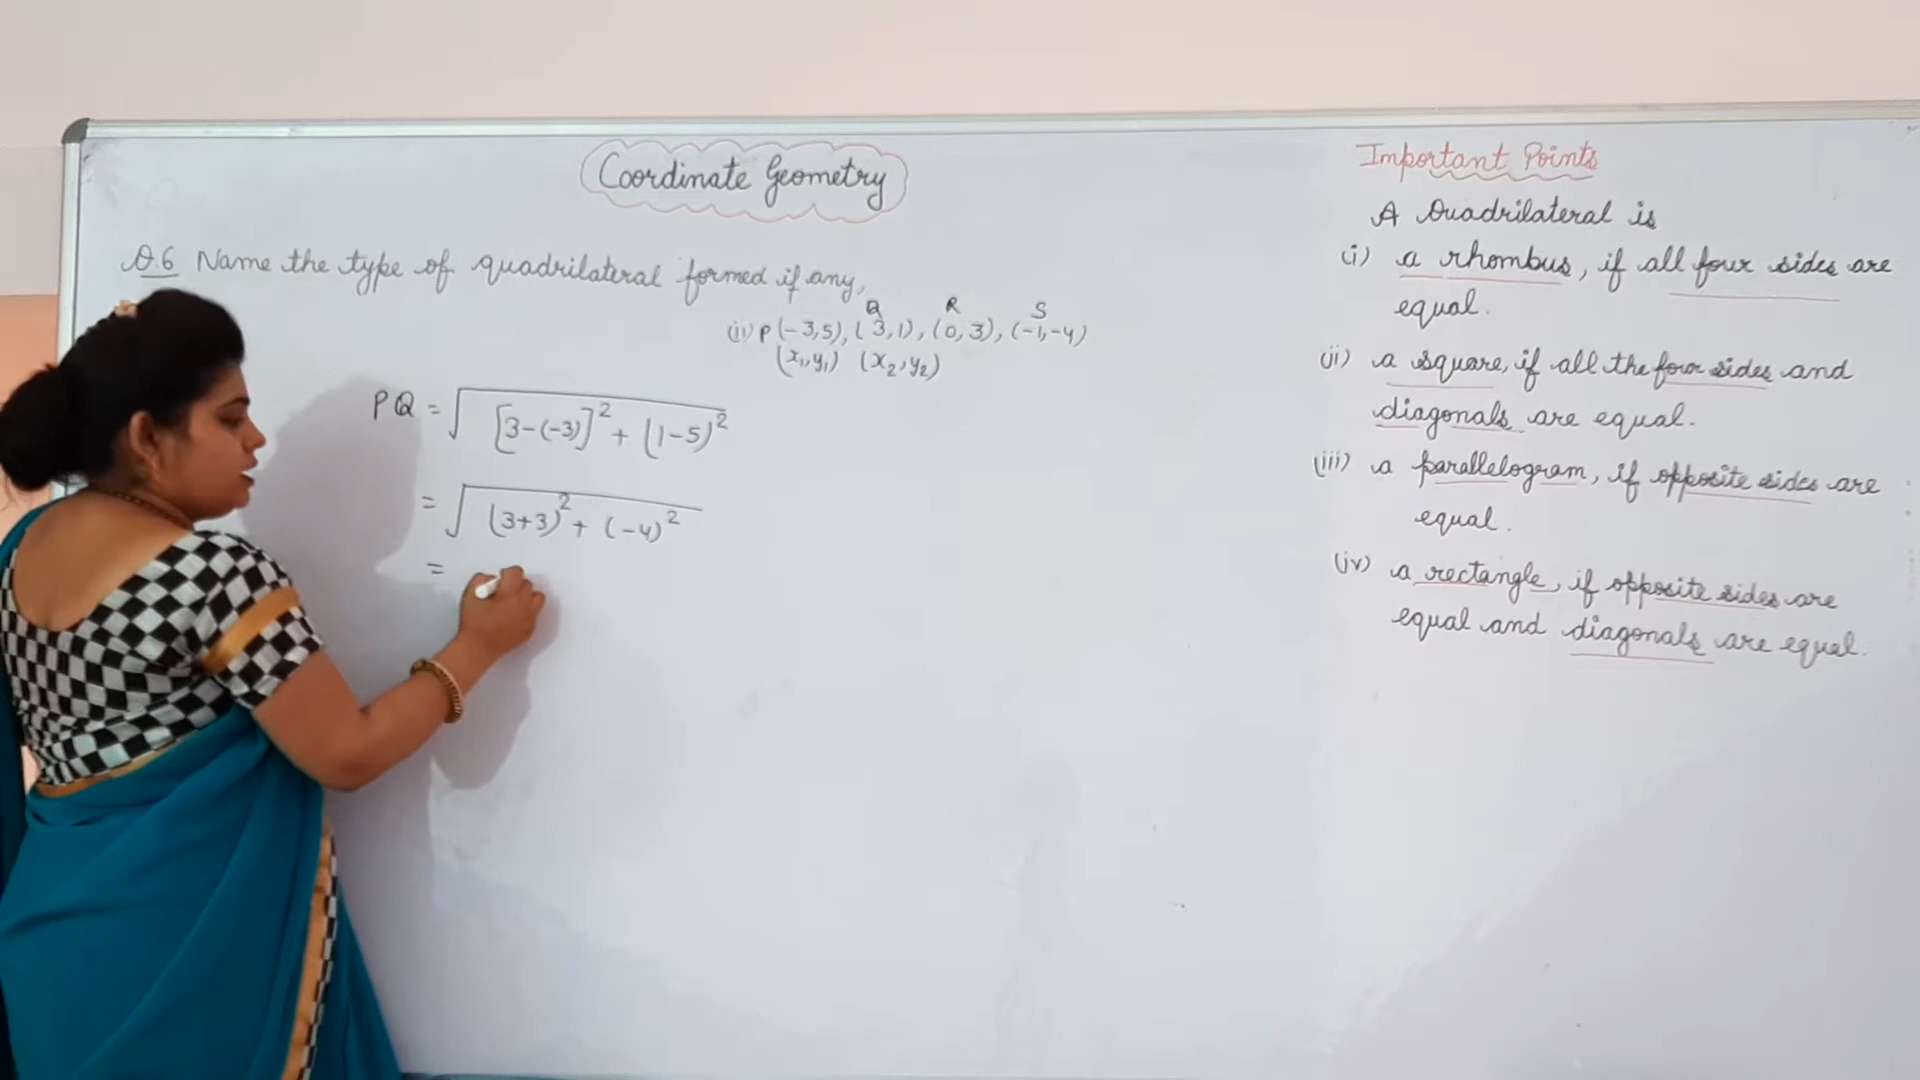 Coordinate Geometry
Q.6 Name the type of quadrilateral formed if any,
Q R S
(ii) P(-3,5), (3,1), (0,3), (-1,-4)
(x₁,y₁) (x₂,y₂)
PQ = √[3-(-3)]² + (1-5)²
= √(3+3)² + (-4)²
=
Important Points
A Quadrilateral is
(i) a rhombus, if all four sides are
equal.
(ii) a square, if all the four sides and
diagonals are equal.
(iii) a parallelogram, if opposite sides are
equal.
(iv) a rectangle, if opposite sides are
equal and diagonals are equal.